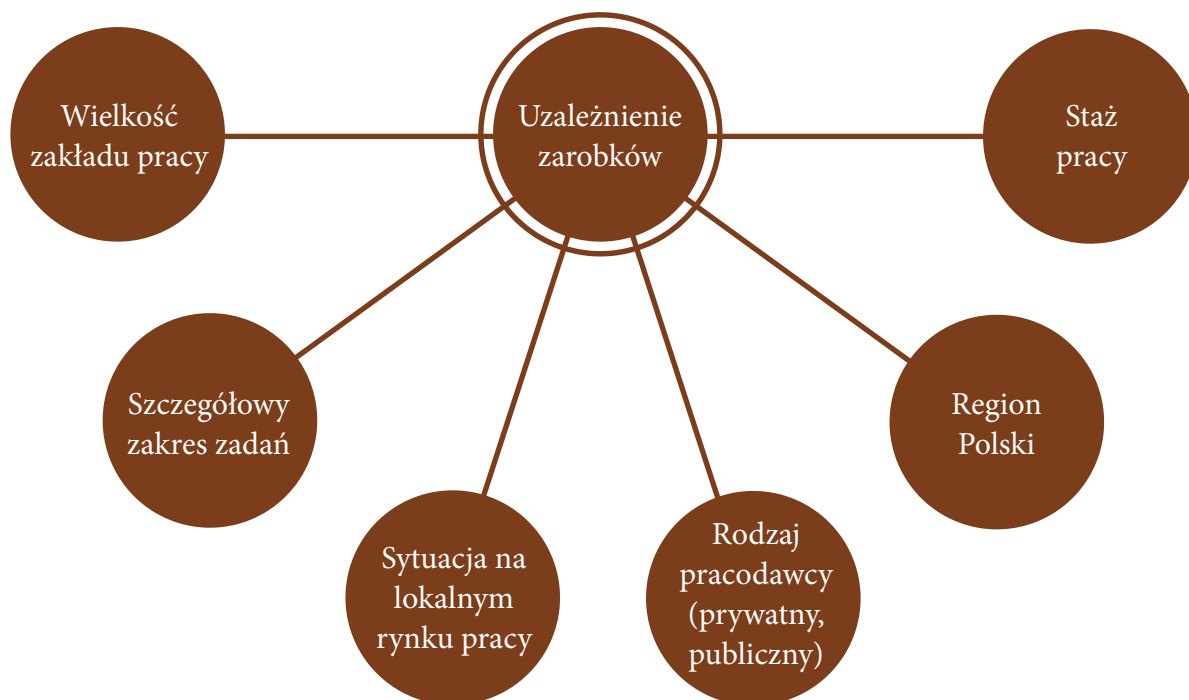 Wielkość
zakładu pracy
Uzależnienie
zarobków
Staż
pracy
Szczegółowy
zakres zadań
Region
Polski
Sytuacja na
lokalnym
rynku pracy
Rodzaj
pracodawcy
(prywatny,
publiczny)